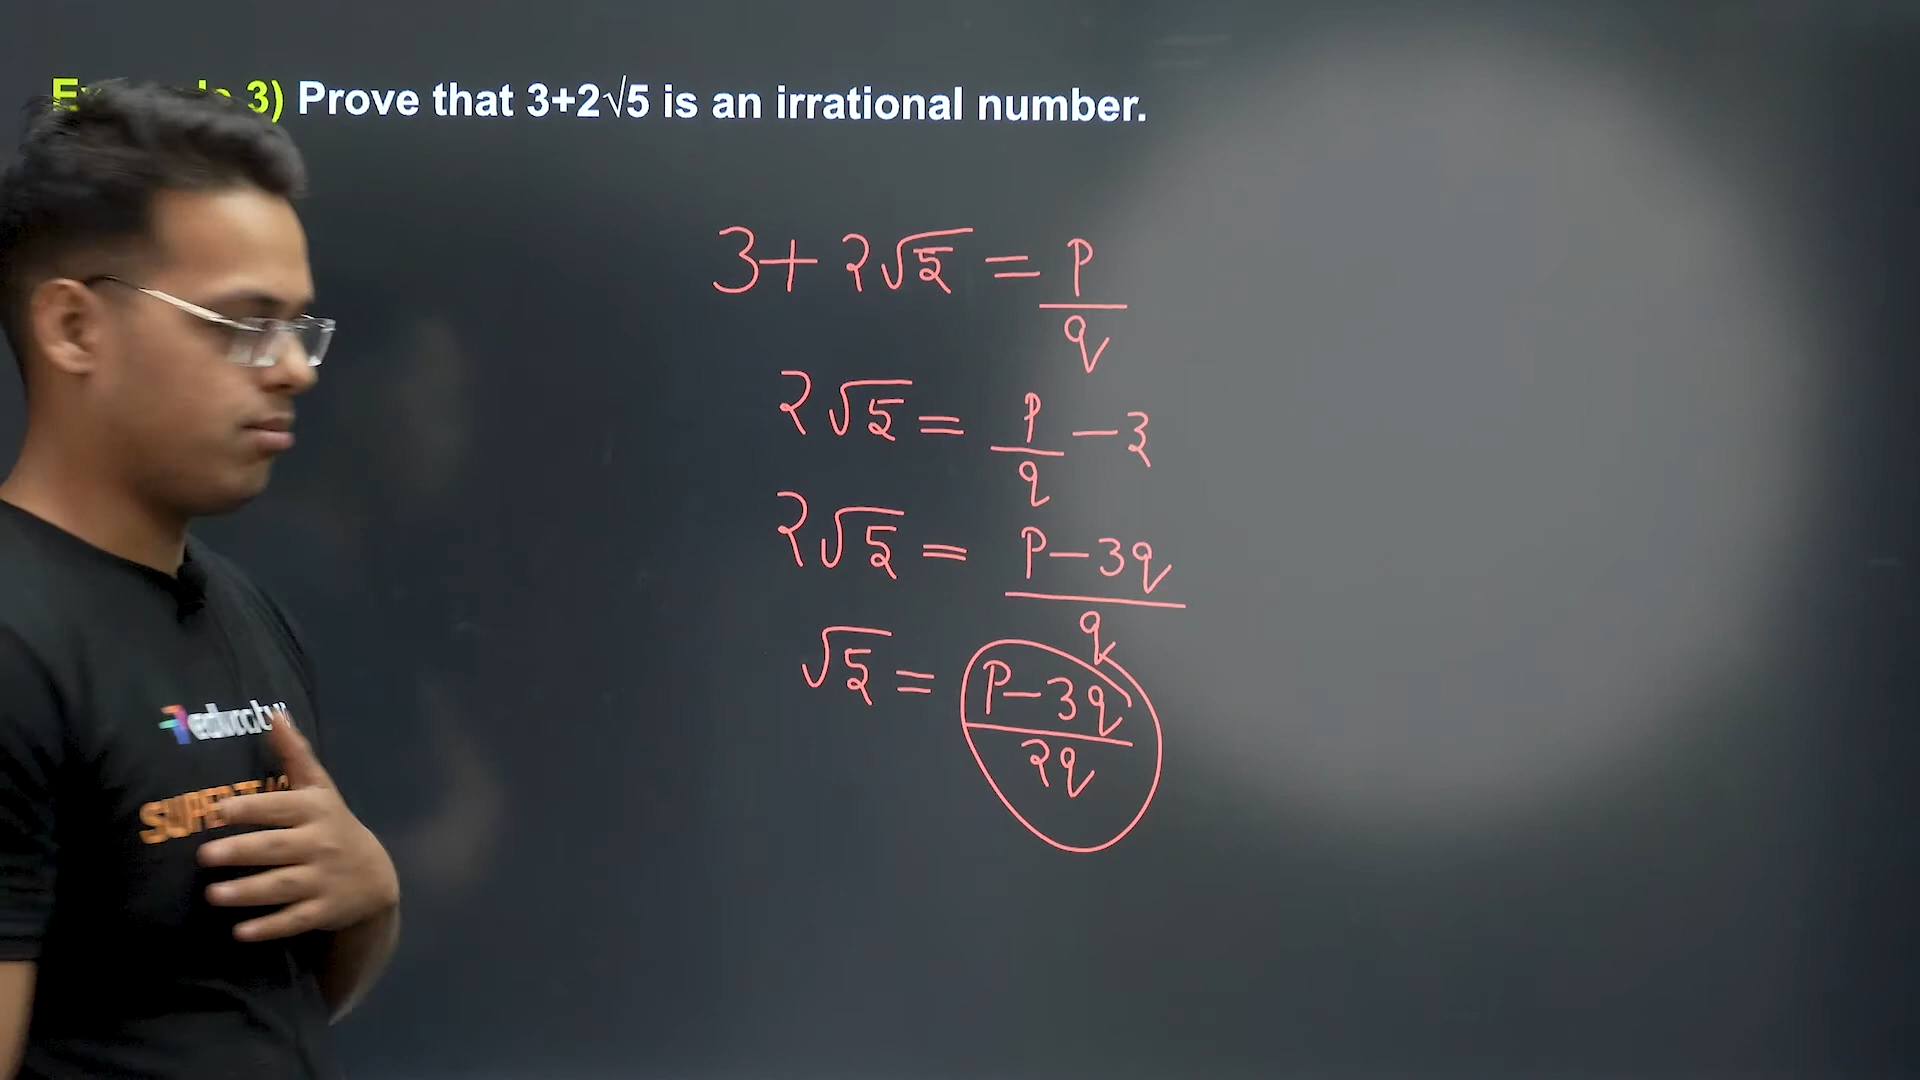 3) Prove that 3+2√5 is an irrational number.
3 + 2√5 = p/q
2√5 = p/q - 3
2√5 = p - 3q/q
√5 = p - 3q/2q